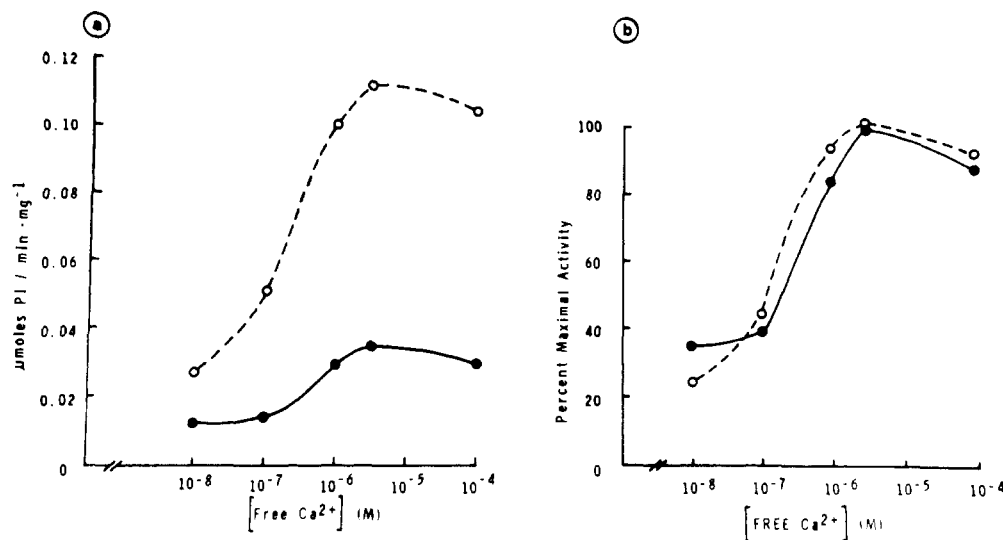 a
μmoles PI / min · mg⁻¹
0.12
0.10
0.08
0.06
0.04
0.02
0
10⁻⁸ 10⁻⁷ 10⁻⁶ 10⁻⁵ 10⁻⁴
[Free Ca²⁺] (M)
b
Percent Maximal Activity
100
80
60
40
20
0
10⁻⁸ 10⁻⁷ 10⁻⁶ 10⁻⁵ 10⁻⁴
[FREE Ca²⁺] (M)